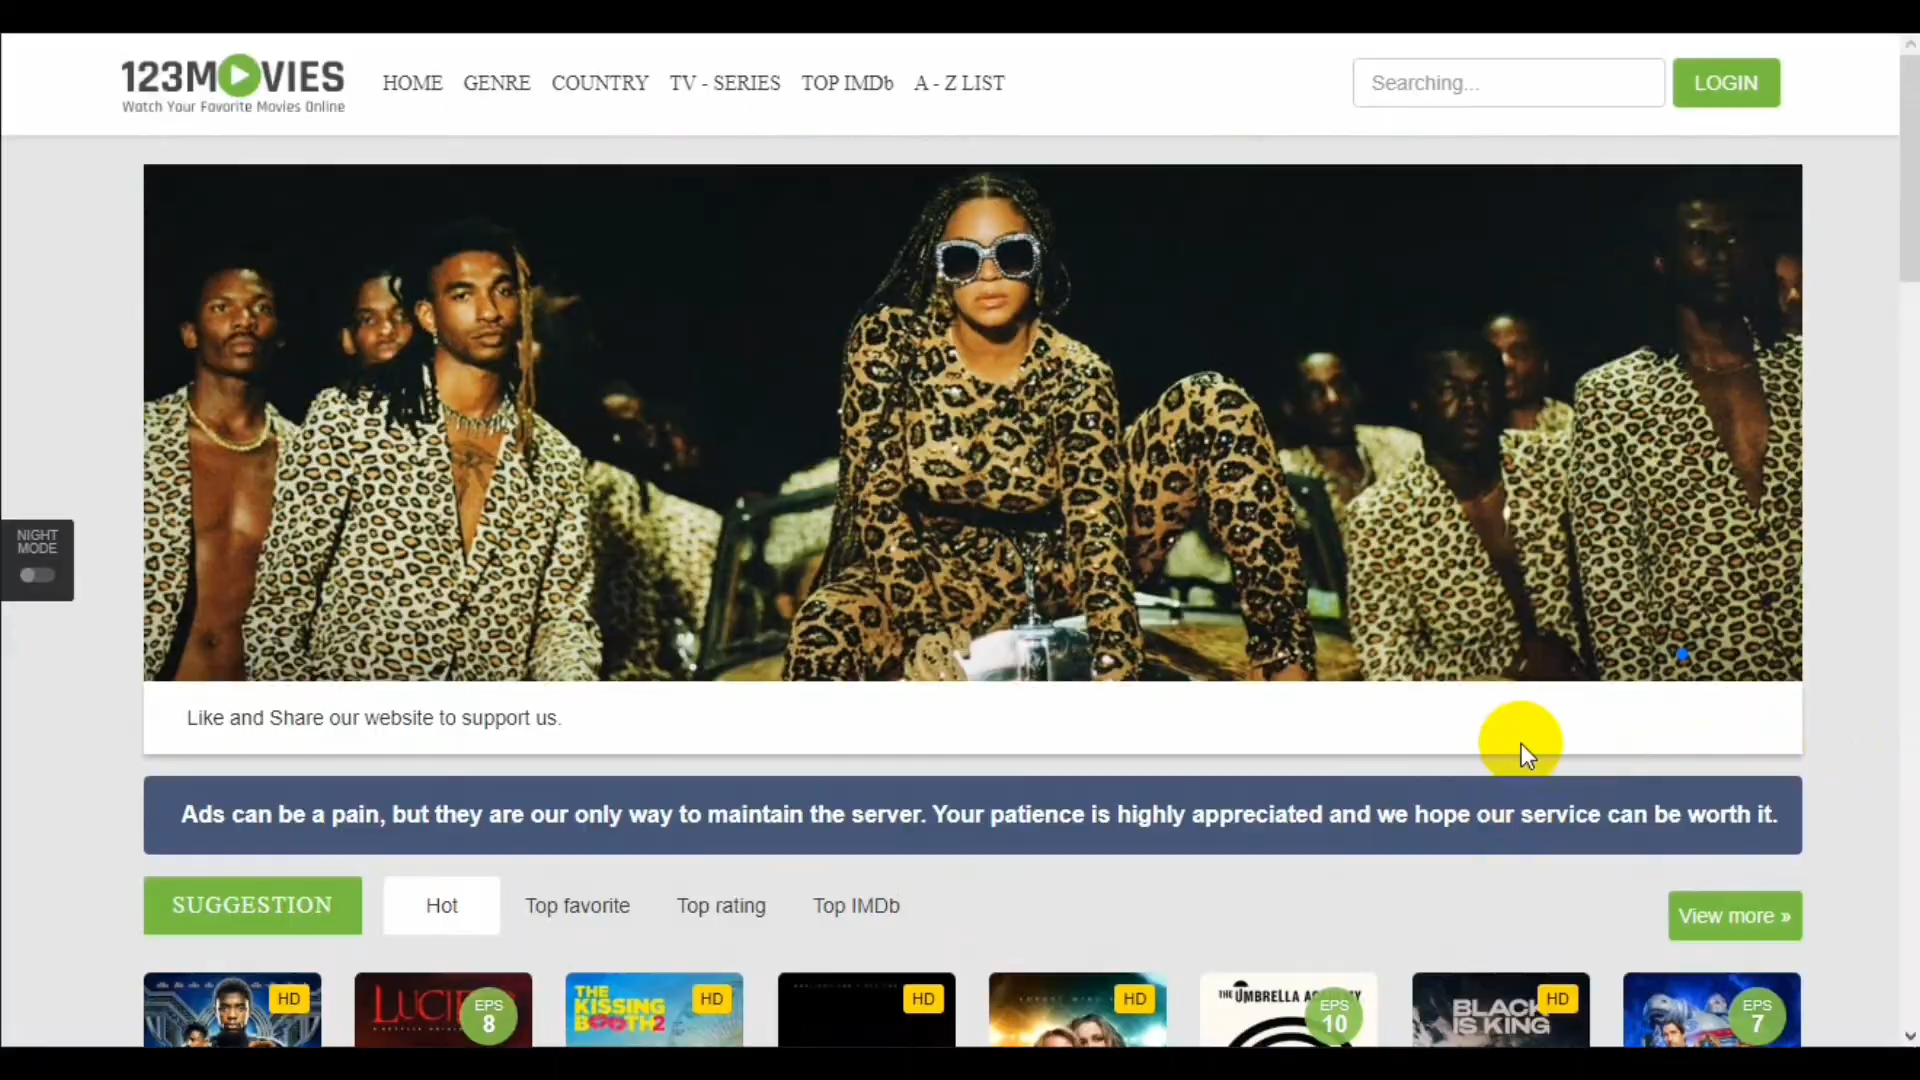 123MOVIES
Watch Your Favorite Movies Online
HOME GENRE COUNTRY TV - SERIES TOP IMDb A - Z LIST
Searching...
LOGIN
NIGHT
MODE
Like and Share our website to support us.
Ads can be a pain, but they are our only way to maintain the server. Your patience is highly appreciated and we hope our service can be worth it.
SUGGESTION
Hot Top favorite Top rating Top IMDb
View more »
HD
EPS
8
THE
KISSING
BOOTH2
HD
HD
HD
THE UMBRELLA
EPS
10
BLACK
IS KING
HD
EPS
7